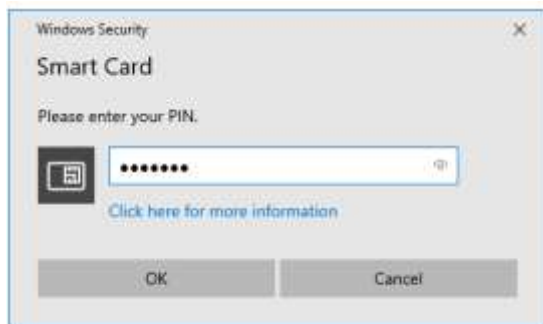 Windows Security
Smart Card
Please enter your PIN.
•••••••
Click here for more information
OK
Cancel